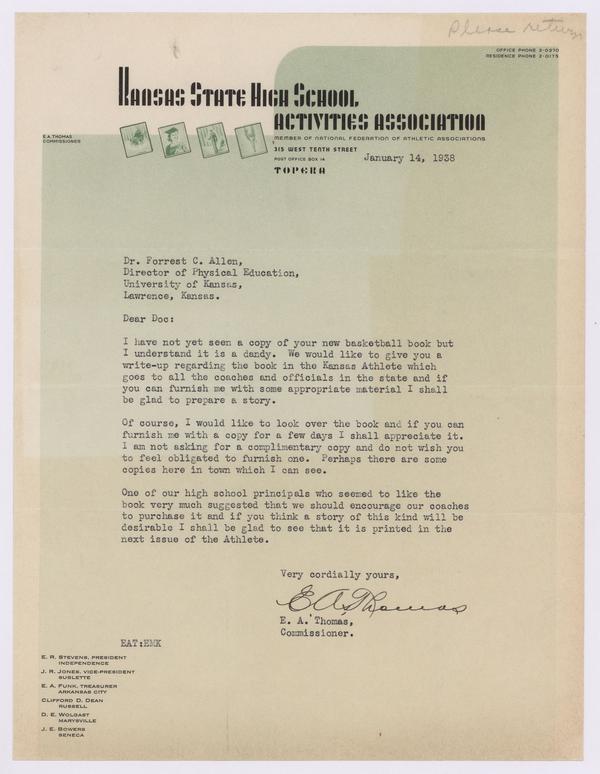 Please return
OFFICE PHONE 2-0970
RESIDENCE PHONE 2-0175
KANSAS STATE HIGH SCHOOL
ACTIVITIES ASSOCIATION
E. A. THOMAS
COMMISSIONER
MEMBER OF NATIONAL FEDERATION OF ATHLETIC ASSOCIATIONS
315 WEST TENTH STREET
POST OFFICE BOX 14
TOPEKA
January 14, 1938
Dr. Forrest C. Allen,
Director of Physical Education,
University of Kansas,
Lawrence, Kansas.
Dear Doc:
I have not yet seen a copy of your new basketball book but
I understand it is a dandy. We would like to give you a
write-up regarding the book in the Kansas Athlete which
goes to all the coaches and officials in the state and if
you can furnish me with some appropriate material I shall
be glad to prepare a story.
Of course, I would like to look over the book and if you can
furnish me with a copy for a few days I shall appreciate it.
I am not asking for a complimentary copy and do not wish you
to feel obligated to furnish one. Perhaps there are some
copies here in town which I can see.
One of our high school principals who seemed to like the
book very much suggested that we should encourage our coaches
to purchase it and if you think a story of this kind will be
desirable I shall be glad to see that it is printed in the
next issue of the Athlete.
Very cordially yours,
E A Thomas
E. A. Thomas,
Commissioner.
EAT:EMK
E. R. STEVENS, PRESIDENT
INDEPENDENCE
J. R. JONES, VICE-PRESIDENT
SUBLETTE
E. A. FUNK, TREASURER
ARKANSAS CITY
CLIFFORD D. DEAN
RUSSELL
D. E. WOLGAST
MARYSVILLE
J. E. BOWERS
SENECA